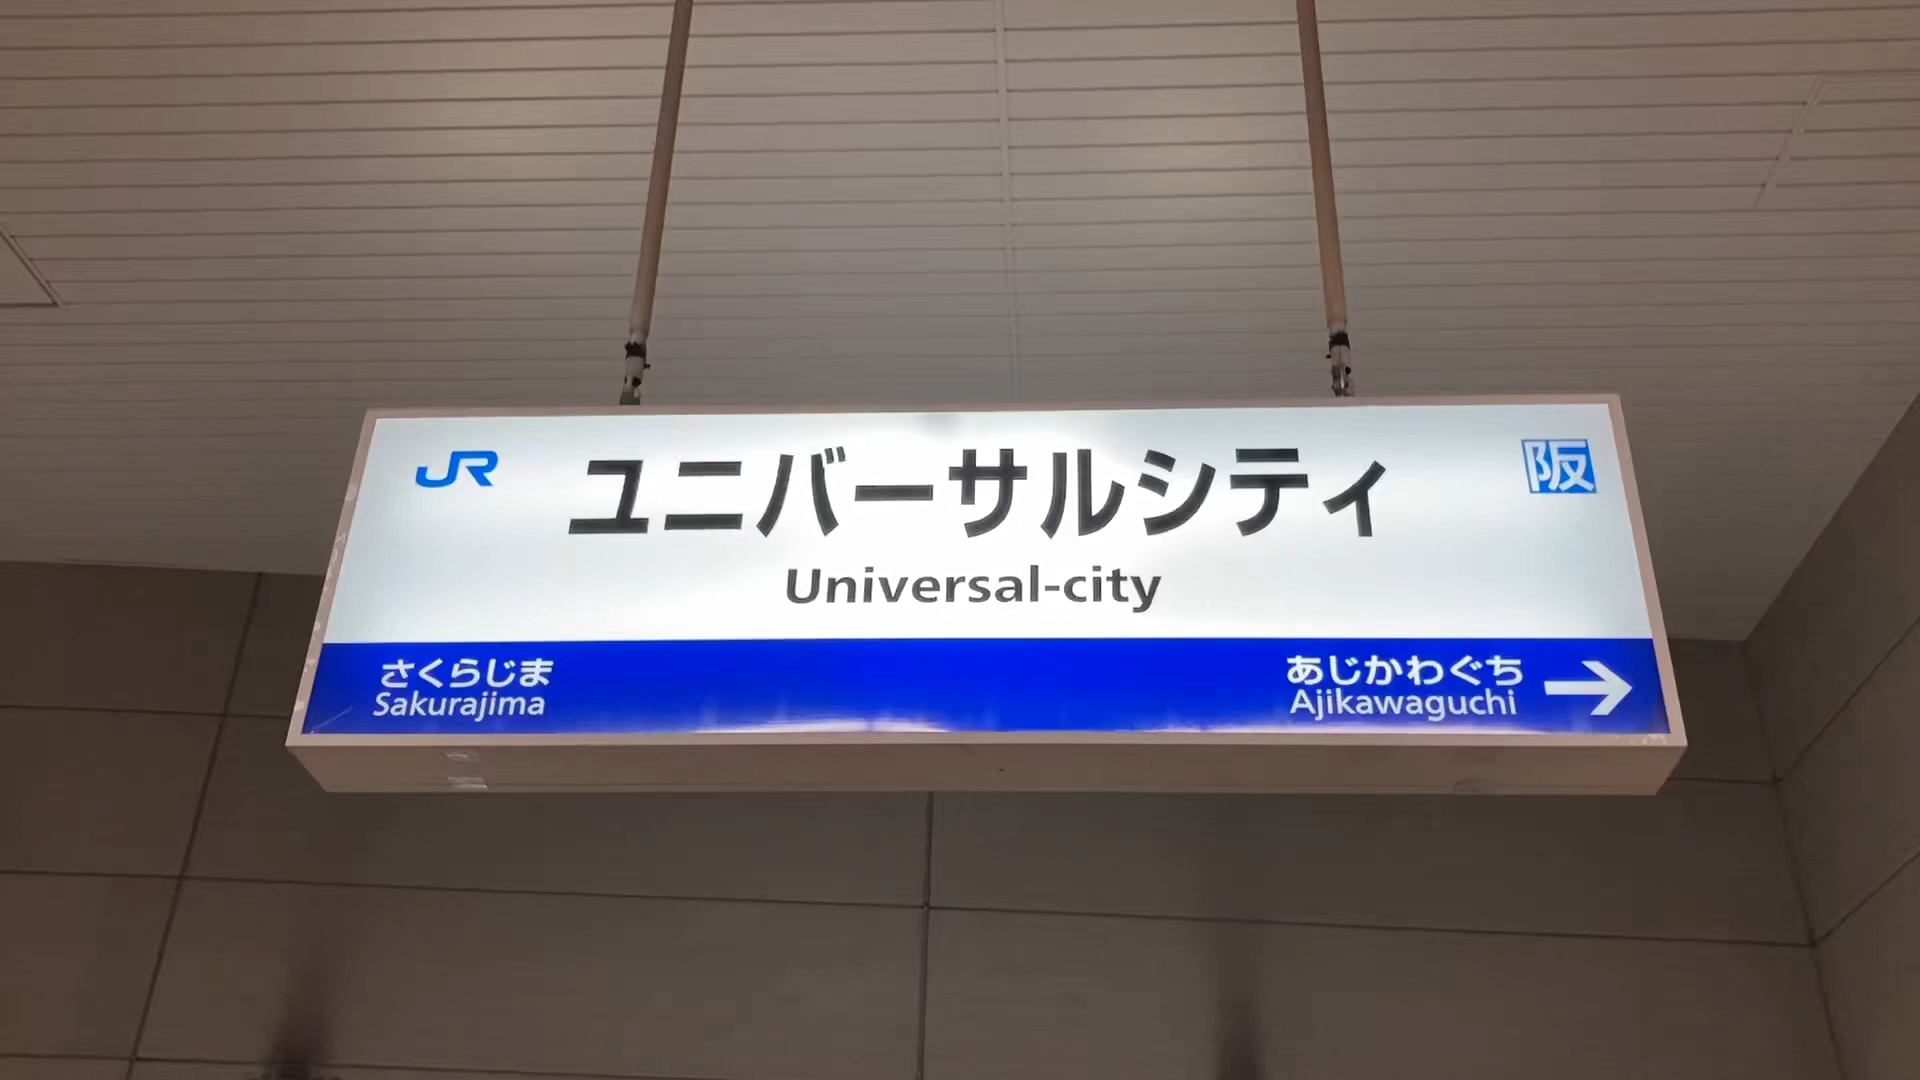 JR
ユニバーサルシティ
阪
Universal-city
さくらじま
Sakurajima
あじかわぐち
Ajikawaguchi →